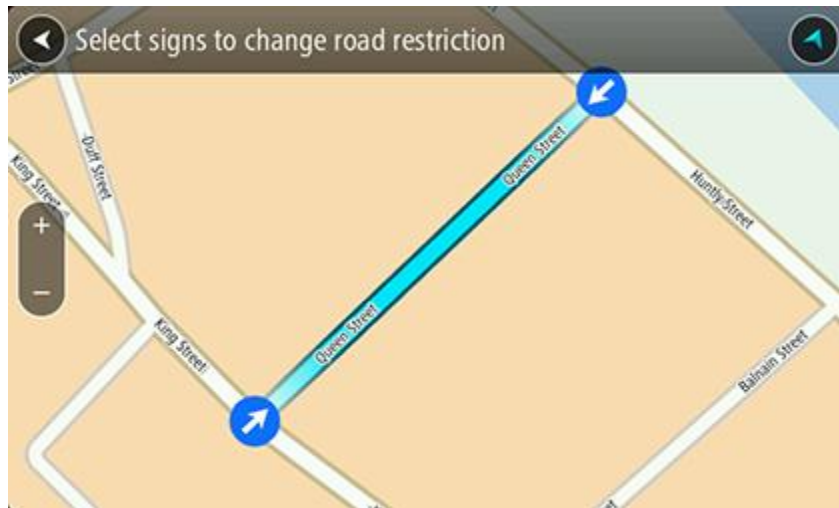 Select signs to change road restriction
Duff Street
King Street
Queen Street
Huntly Street
+
−
King Street
Queen Street
Balnain Street